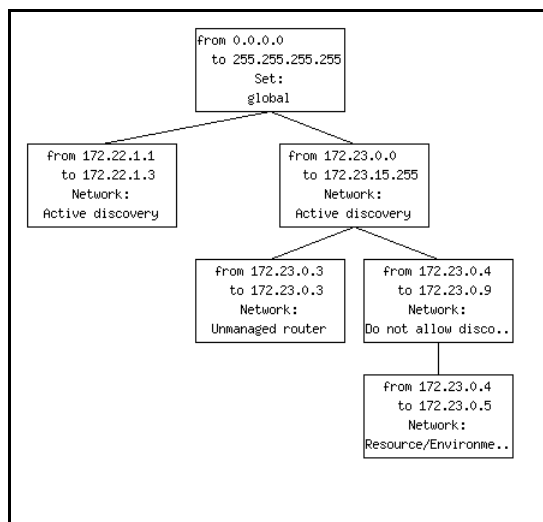 from 0.0.0.0
to 255.255.255.255
Set:
global
from 172.22.1.1
to 172.22.1.3
Network:
Active discovery
from 172.23.0.0
to 172.23.15.255
Network:
Active discovery
from 172.23.0.3
to 172.23.0.3
Network:
Unmanaged router
from 172.23.0.4
to 172.23.0.9
Network:
Do not allow disco..
from 172.23.0.4
to 172.23.0.5
Network:
Resource/Environme..